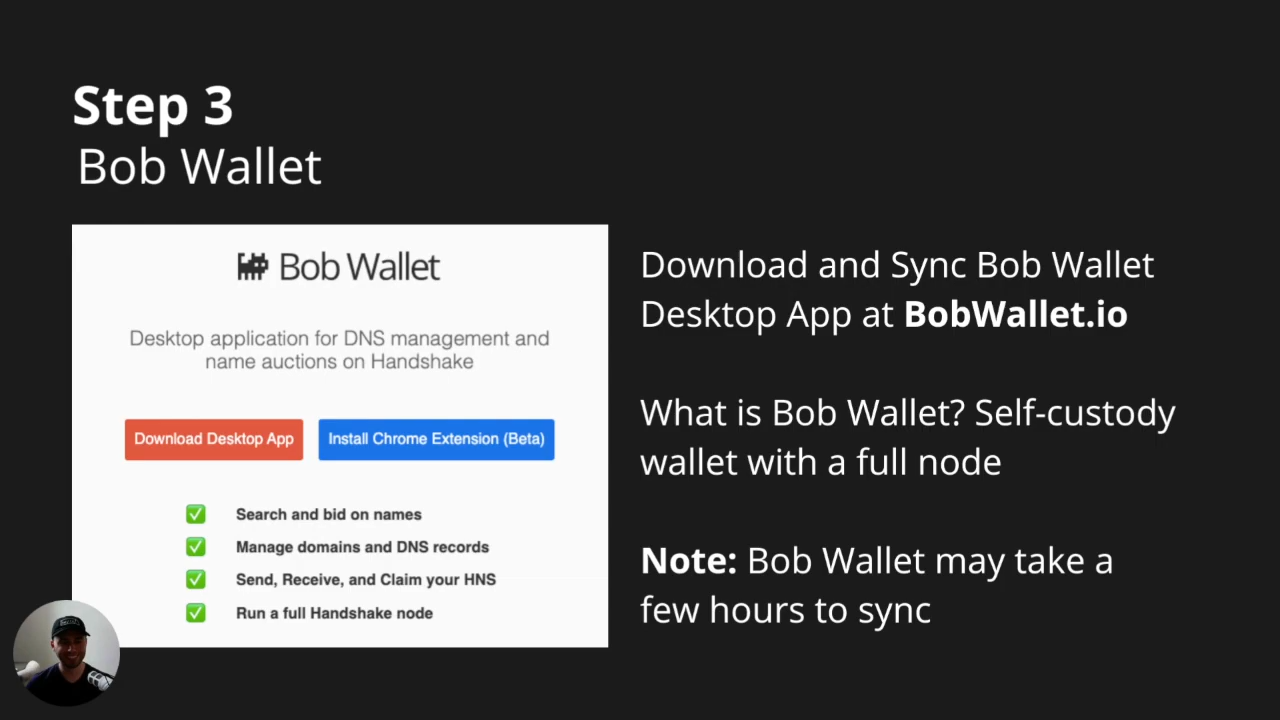 Step 3
Bob Wallet
Bob Wallet
Desktop application for DNS management and
name auctions on Handshake
Download Desktop App
Install Chrome Extension (Beta)
Search and bid on names
Manage domains and DNS records
Send, Receive, and Claim your HNS
Run a full Handshake node
Download and Sync Bob Wallet
Desktop App at BobWallet.io
What is Bob Wallet? Self-custody
wallet with a full node
Note: Bob Wallet may take a
few hours to sync